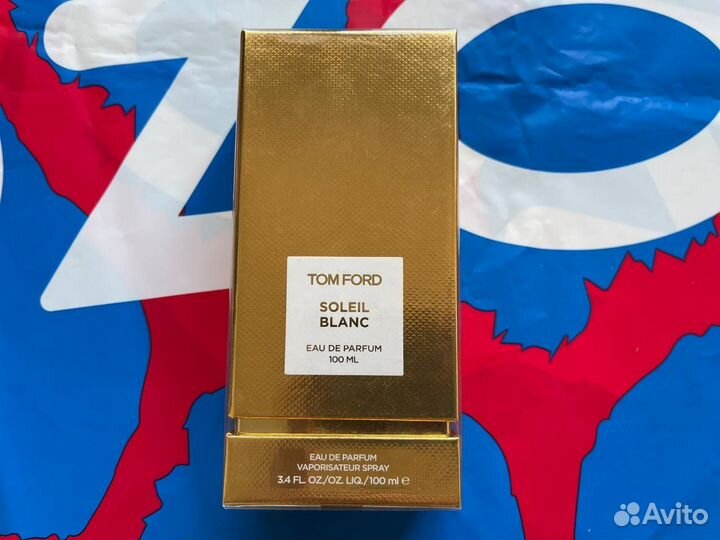 TOM FORD
SOLEIL
BLANC
EAU DE PARFUM
100 ML
EAU DE PARFUM
VAPORISATEUR SPRAY
3.4 FL. OZ./OZ. LIQ./100 ml e
Avito